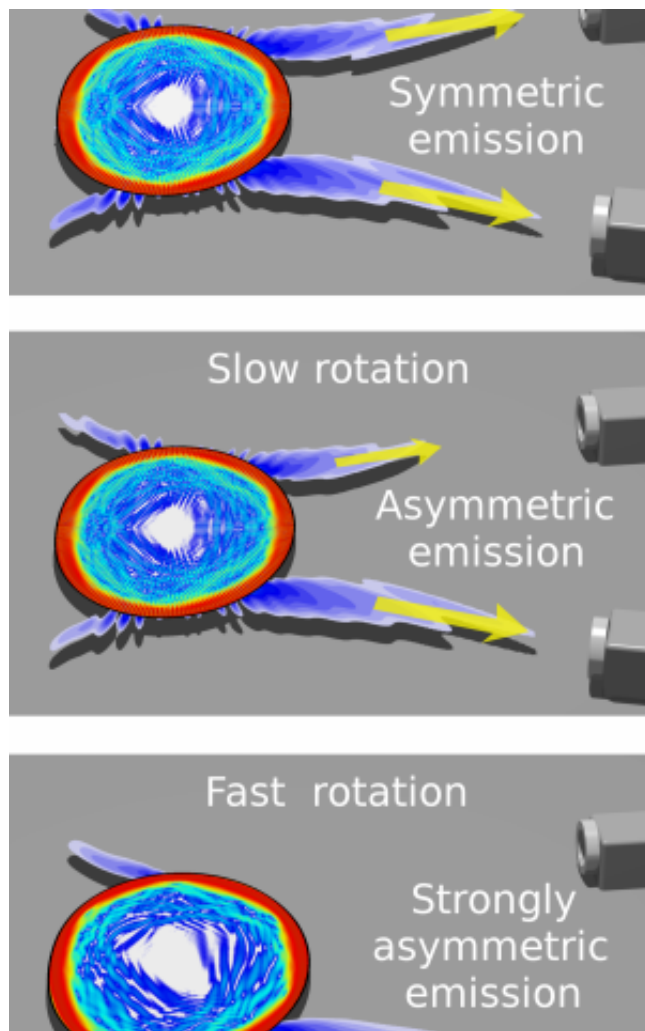 Symmetric
emission
Slow rotation
Asymmetric
emission
Fast rotation
Strongly
asymmetric
emission